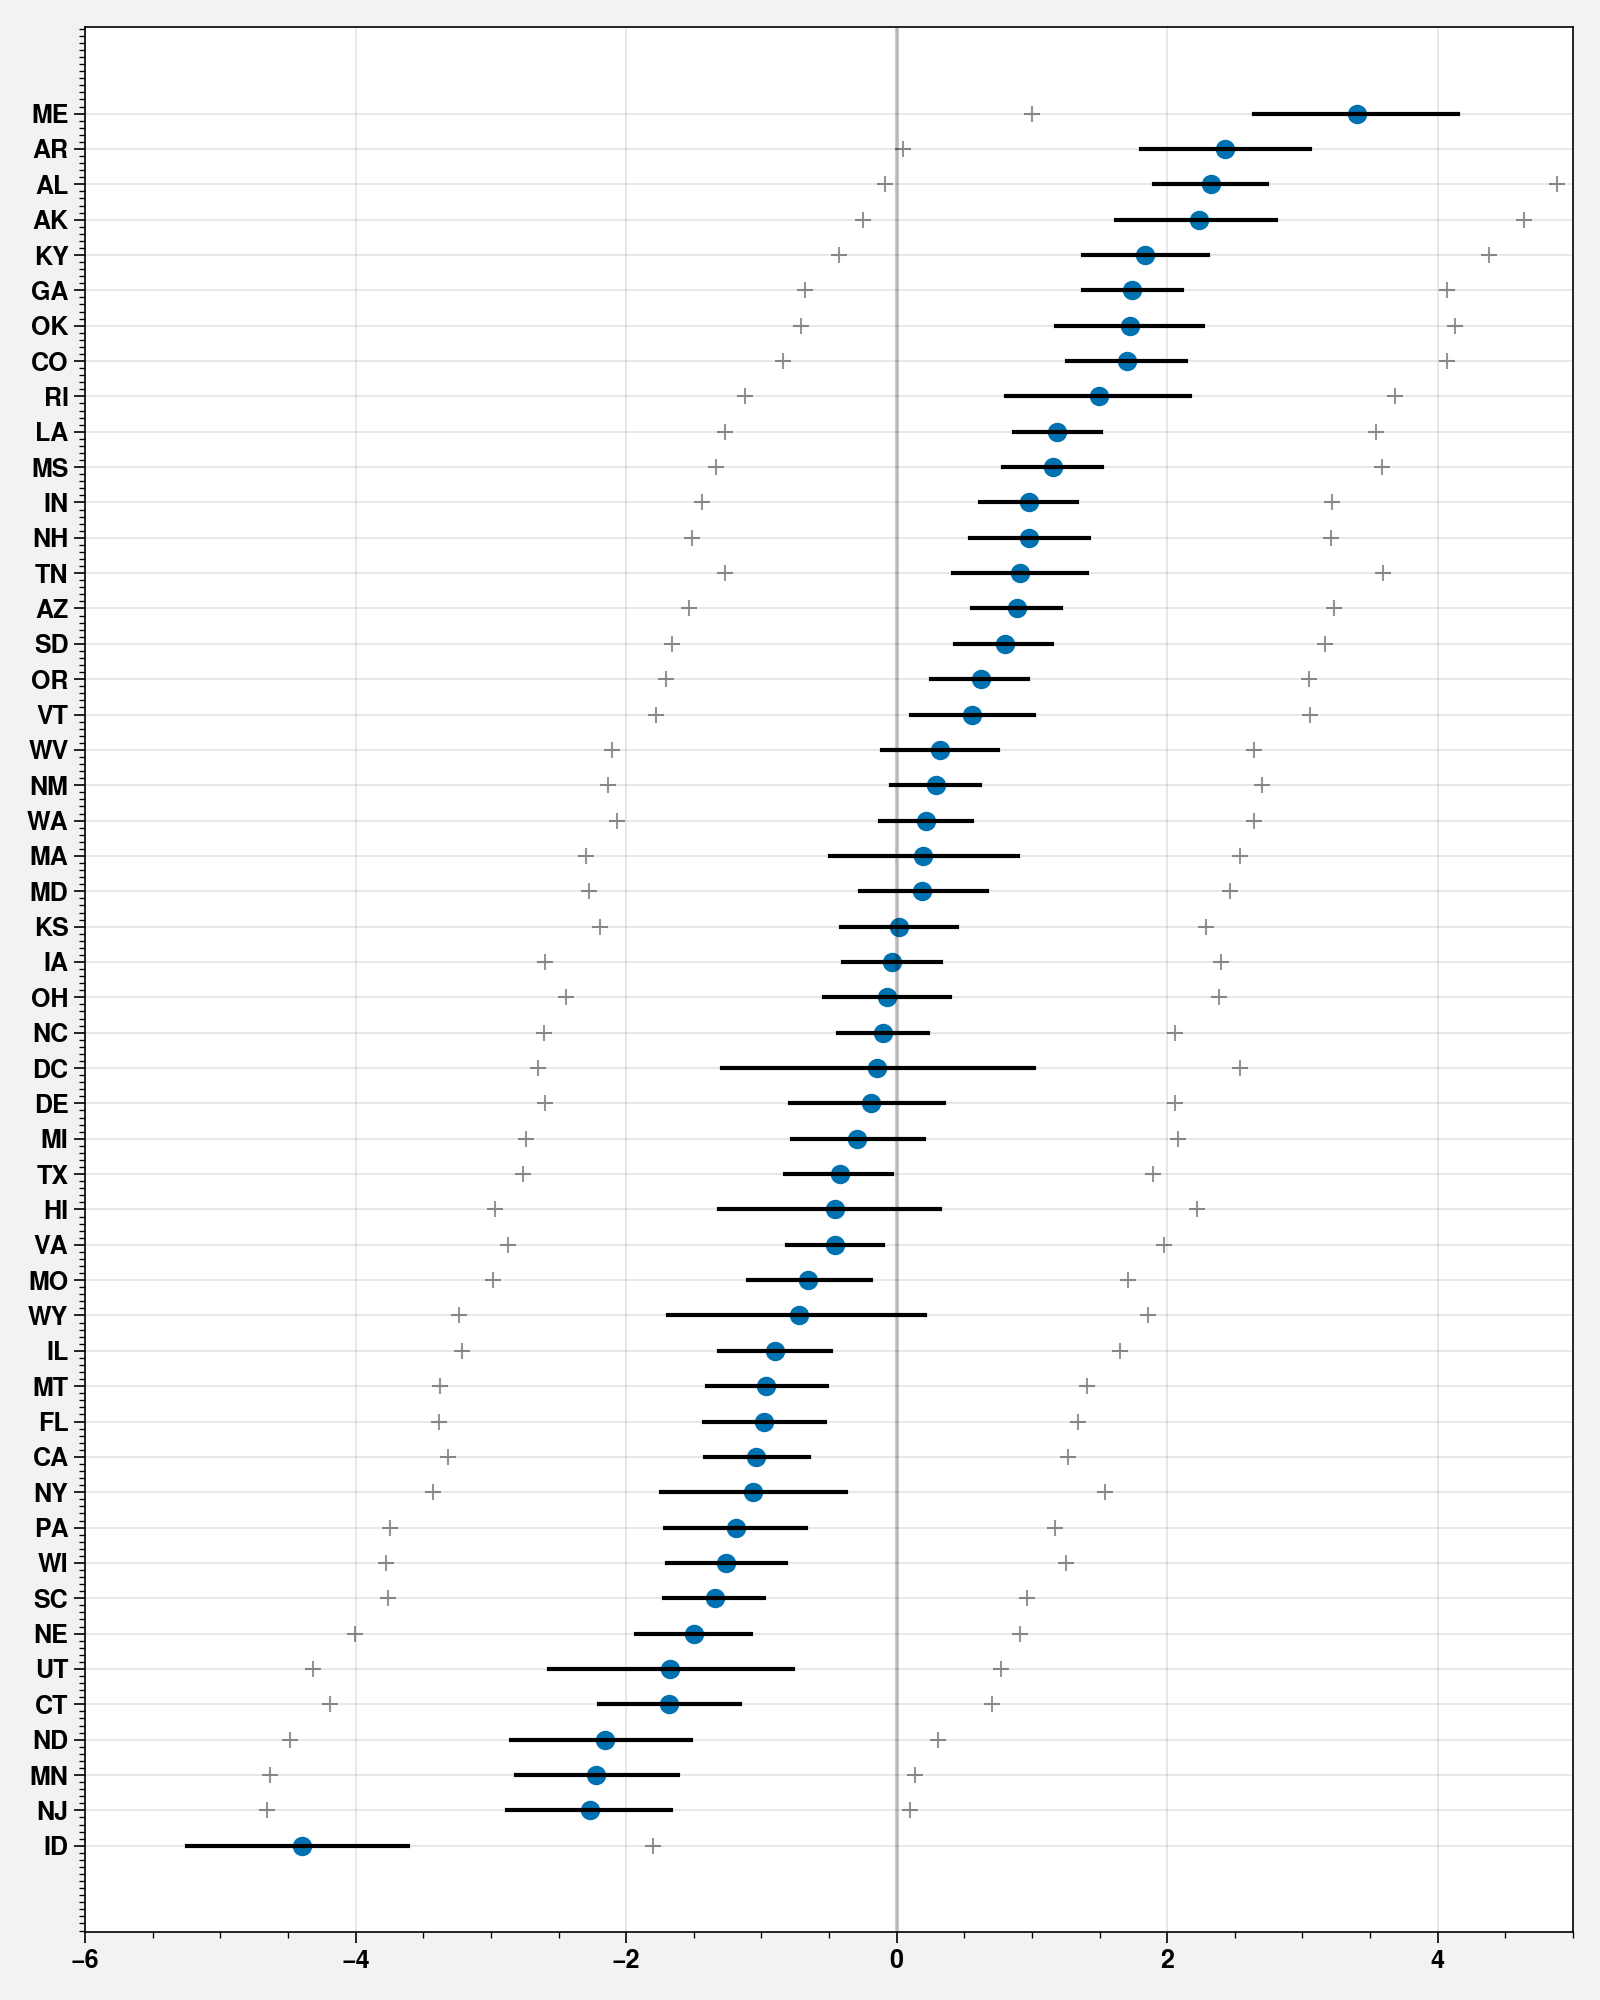 ME
AR
AL
AK
KY
GA
OK
CO
RI
LA
MS
IN
NH
TN
AZ
SD
OR
VT
WV
NM
WA
MA
MD
KS
IA
OH
NC
DC
DE
MI
TX
HI
VA
MO
WY
IL
MT
FL
CA
NY
PA
WI
SC
NE
UT
CT
ND
MN
NJ
ID
−6 −4 −2 0 2 4